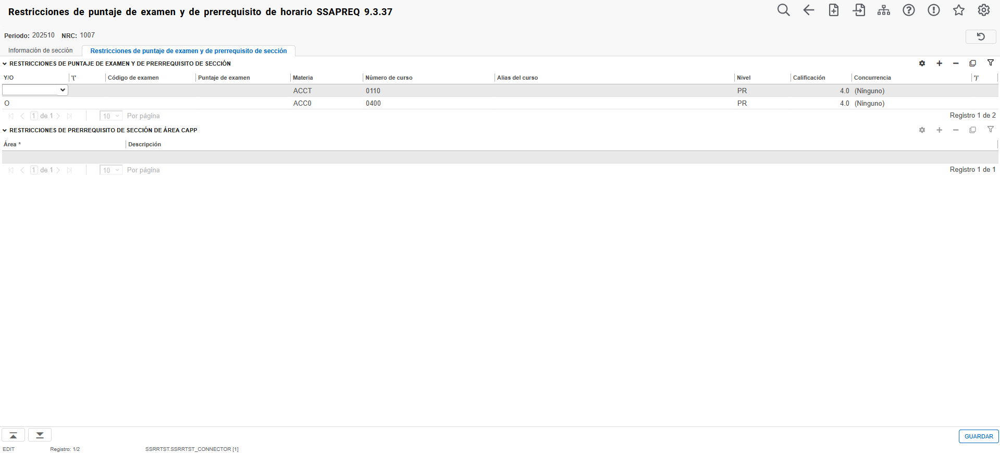 Restricciones de puntaje de examen y de prerrequisito de horario SSAPREQ 9.3.37
Periodo: 202510 NRC: 1007
Información de sección Restricciones de puntaje de examen y de prerrequisito de sección
RESTRICCIONES DE PUNTAJE DE EXAMEN Y DE PRERREQUISITO DE SECCIÓN
Y/O '(' Código de examen Puntaje de examen Materia Número de curso Alias del curso Nivel Calificación Concurrencia ')'
ACCT 0110 PR 4.0 (Ninguno)
O ACC0 0400 PR 4.0 (Ninguno)
1 de 1 10 Por página Registro 1 de 2
RESTRICCIONES DE PRERREQUISITO DE SECCIÓN DE ÁREA CAPP
Área * Descripción
1 de 1 10 Por página Registro 1 de 1
GUARDAR
EDIT Registro: 1/2 SSRRTST.SSRRTST_CONNECTOR [1]